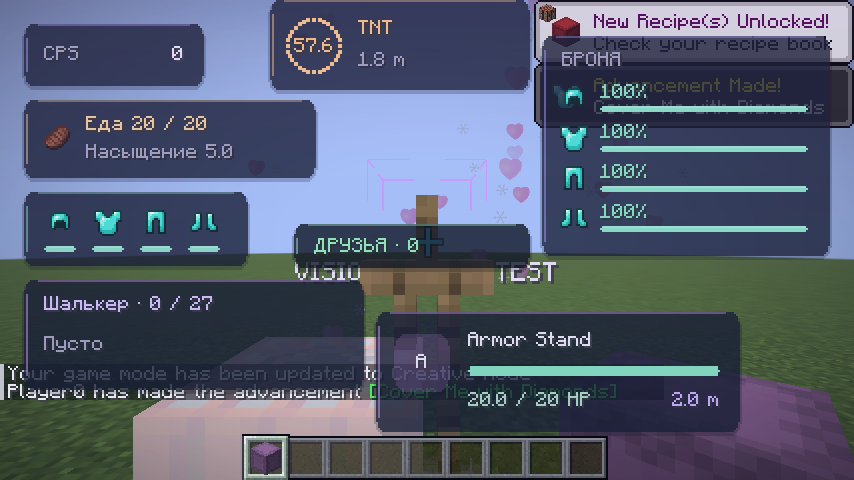 CPS 0
57.6
TNT
1.8 m
New Recipe(s) Unlocked!
Check your recipe book
БРОНЯ
Advancement Made!
Cover Me with Diamonds
100%
100%
100%
100%
Еда 20 / 20
Насыщение 5.0
ДРУЗЬЯ · 0
VISIO
TEST
Шалькер · 0 / 27
Пусто
A
Armor Stand
20.0 / 20 HP
2.0 m
Your game mode has been updated to Creative Mode
Player0 has made the advancement [Cover Me with Diamonds]